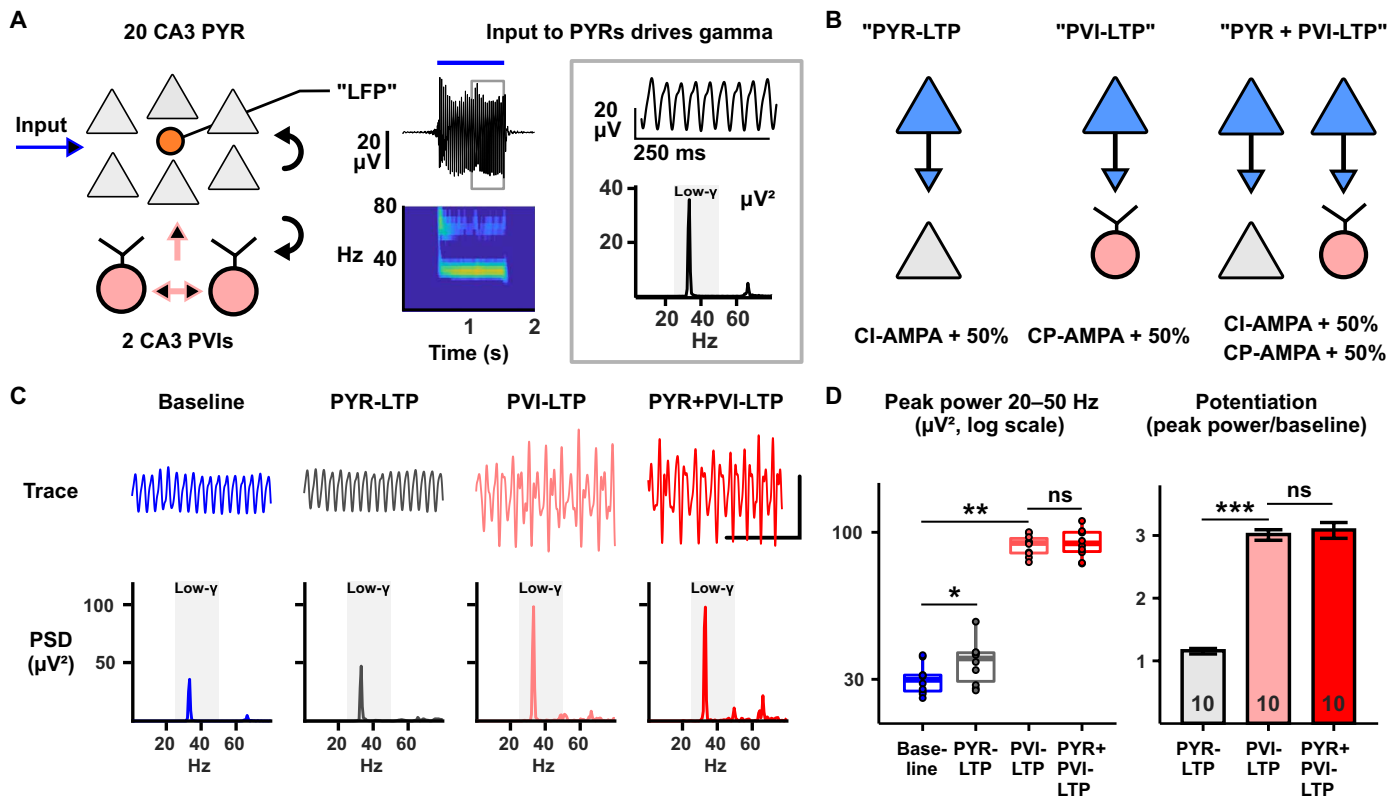 A
20 CA3 PYR
Input to PYRs drives gamma
"LFP"
Input
20
µV
20
µV
250 ms
80
Hz
40
1
2
Time (s)
40
20
Low-γ
µV²
20 40 60
Hz
2 CA3 PVIs
B
"PYR-LTP
"PVI-LTP"
"PYR + PVI-LTP"
CI-AMPA + 50%
CP-AMPA + 50%
CI-AMPA + 50%
CP-AMPA + 50%
C
Baseline
PYR-LTP
PVI-LTP
PYR+PVI-LTP
Trace
PSD
(µV²)
100
50
Low-γ
Low-γ
Low-γ
Low-γ
20 40 60
Hz
20 40 60
Hz
20 40 60
Hz
20 40 60
Hz
D
Peak power 20–50 Hz
(µV², log scale)
100
30
**
ns
*
Base-
line
PYR-
LTP
PVI-
LTP
PYR+
PVI-
LTP
Potentiation
(peak power/baseline)
3
2
1
***
ns
10
10
10
PYR-
LTP
PVI-
LTP
PYR+
PVI-
LTP